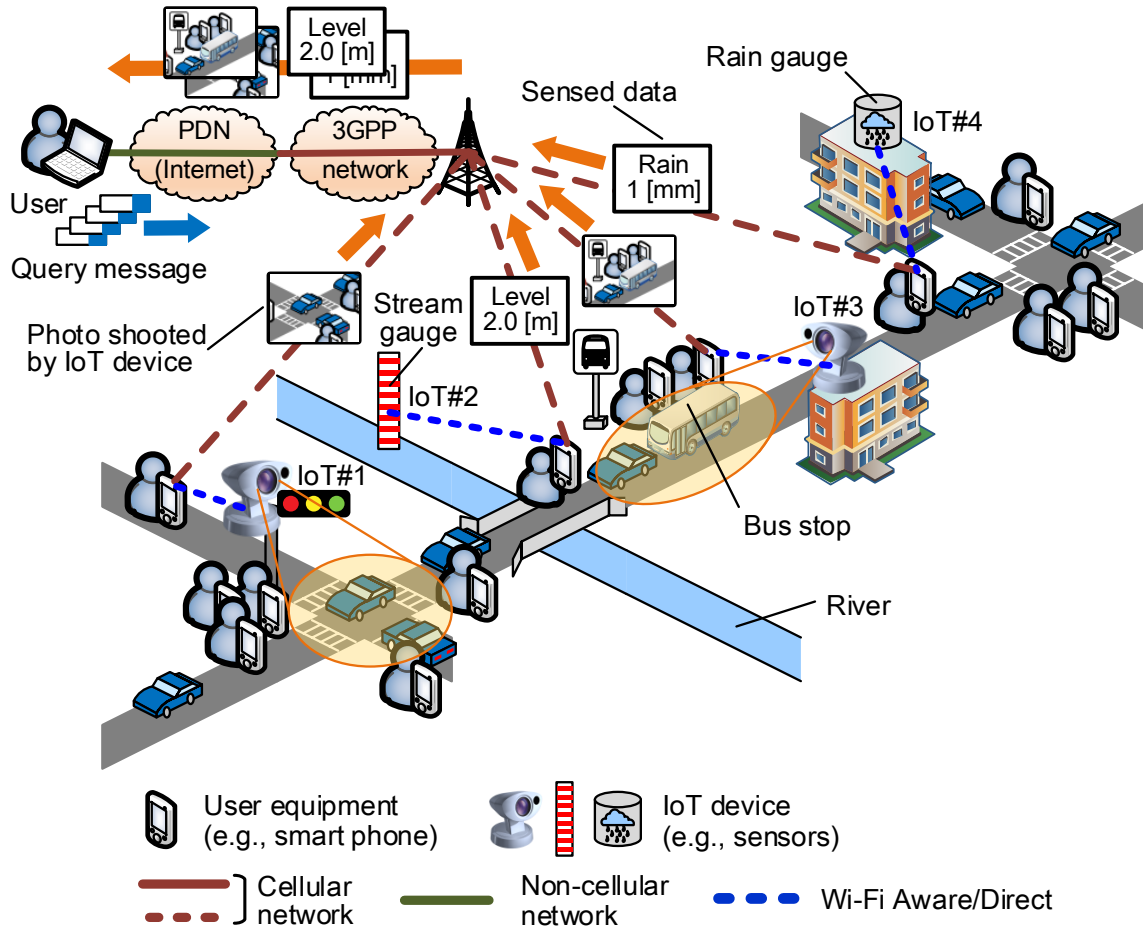 Level
2.0 [m]
1 [mm]
Rain gauge
Sensed data
IoT#4
PDN
(Internet)
3GPP
network
Rain
1 [mm]
User
Query message
Stream
gauge
Level
2.0 [m]
IoT#3
Photo shooted
by IoT device
IoT#2
IoT#1
Bus stop
River
User equipment
(e.g., smart phone)
IoT device
(e.g., sensors)
Cellular
network
Non-cellular
network
Wi-Fi Aware/Direct